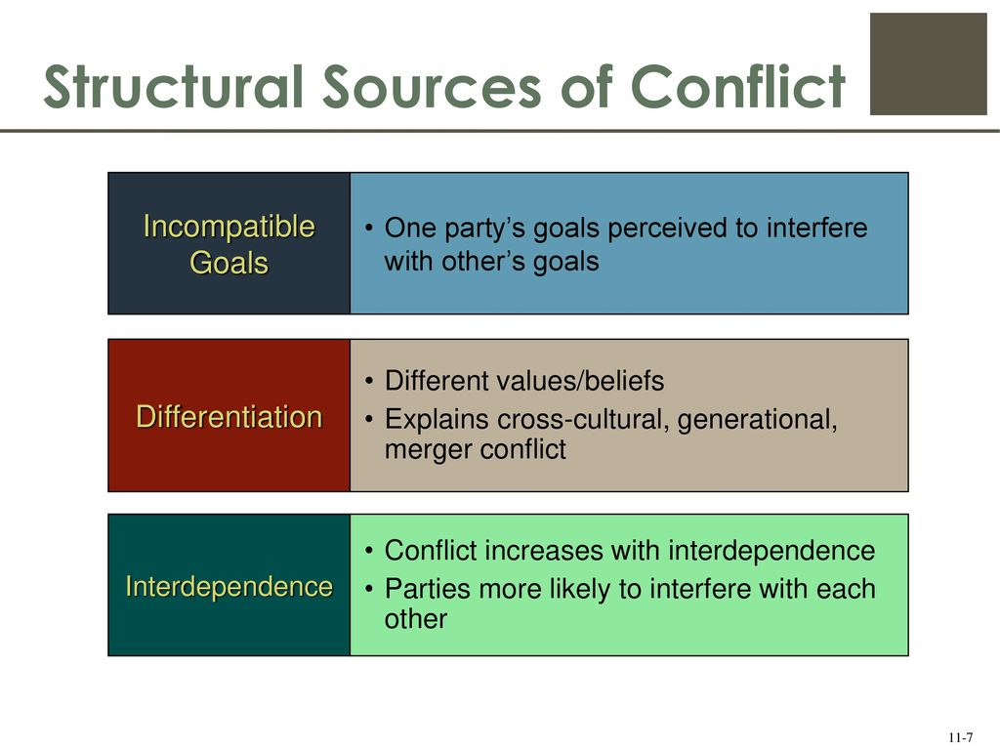 Structural Sources of Conflict
Incompatible
Goals
• One party’s goals perceived to interfere
with other’s goals
Differentiation
• Different values/beliefs
• Explains cross-cultural, generational,
merger conflict
Interdependence
• Conflict increases with interdependence
• Parties more likely to interfere with each
other
11-7